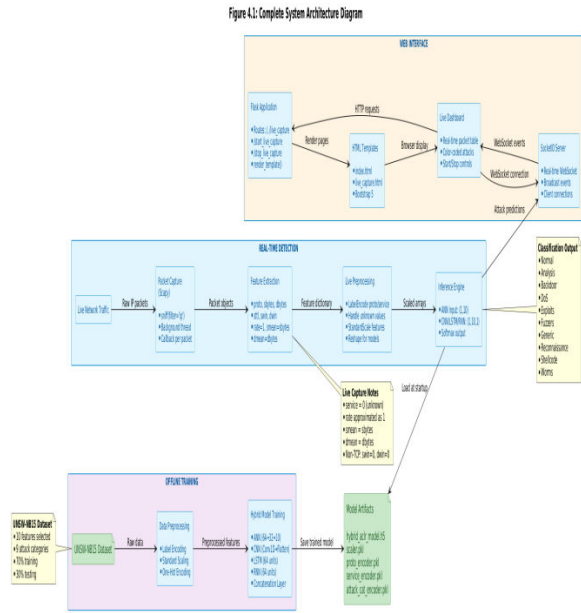 Figure 4.1: Complete System Architecture Diagram
WEB INTERFACE
Flask Application
• Routes: /, /live_capture
• start_live_capture
• stop_live_capture
• render_template()
HTTP requests
Render pages
HTML Templates
• index.html
• live_capture.html
• Bootstrap 5
Browser display
Live Dashboard
• Real-time packet table
• Color-coded attacks
• Start/Stop controls
WebSocket events
WebSocket connection
SocketIO Server
• Real-time WebSocket
• Broadcast events
• Client connections
Attack predictions
REAL-TIME DETECTION
Live Network Traffic
Raw IP packets
Packet Capture
(Scapy)
• sniff(filter='ip')
• Background thread
• Callback per packet
Packet objects
Feature Extraction
• proto, sbytes, dbytes
• sttl, swin, dwin
• rate=1, smean=sbytes
• dmean=dbytes
Feature dictionary
Live Preprocessing
• LabelEncode proto/service
• Handle unknown values
• StandardScale features
• Reshape for models
Scaled arrays
Inference Engine
• ANN input: (1,10)
• CNN/LSTM/RNN: (1,10,1)
• Softmax output
Classification Output
• Normal
• Analysis
• Backdoor
• DoS
• Exploits
• Fuzzers
• Generic
• Reconnaissance
• Shellcode
• Worms
Live Capture Notes
• service = 0 (unknown)
• rate approximated as 1
• smean = sbytes
• dmean = dbytes
• Non-TCP: swin=0, dwin=0
Load at startup
OFFLINE TRAINING
UNSW-NB15 Dataset
• 10 features selected
• 9 attack categories
• 70% training
• 30% testing
UNSW-NB15 Dataset
Raw data
Data Preprocessing
• Label Encoding
• Standard Scaling
• One-Hot Encoding
Preprocessed features
Hybrid Model Training
• ANN (64→32→10)
• CNN (Conv1D→Flatten)
• LSTM (64 units)
• RNN (64 units)
• Concatenation Layer
Save trained model
Model Artifacts
scaler.pkl
proto_encoder.pkl
service_encoder.pkl
attack_cat_encoder.pkl